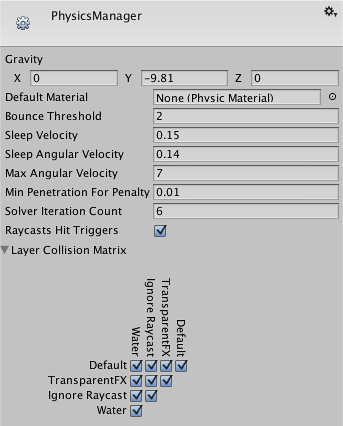 PhysicsManager
Gravity
X 0 Y -9.81 Z 0
Default Material None (Physic Material)
Bounce Threshold 2
Sleep Velocity 0.15
Sleep Angular Velocity 0.14
Max Angular Velocity 7
Min Penetration For Penalty 0.01
Solver Iteration Count 6
Raycasts Hit Triggers
Layer Collision Matrix
Water
Ignore Raycast
TransparentFX
Default
Default
TransparentFX
Ignore Raycast
Water